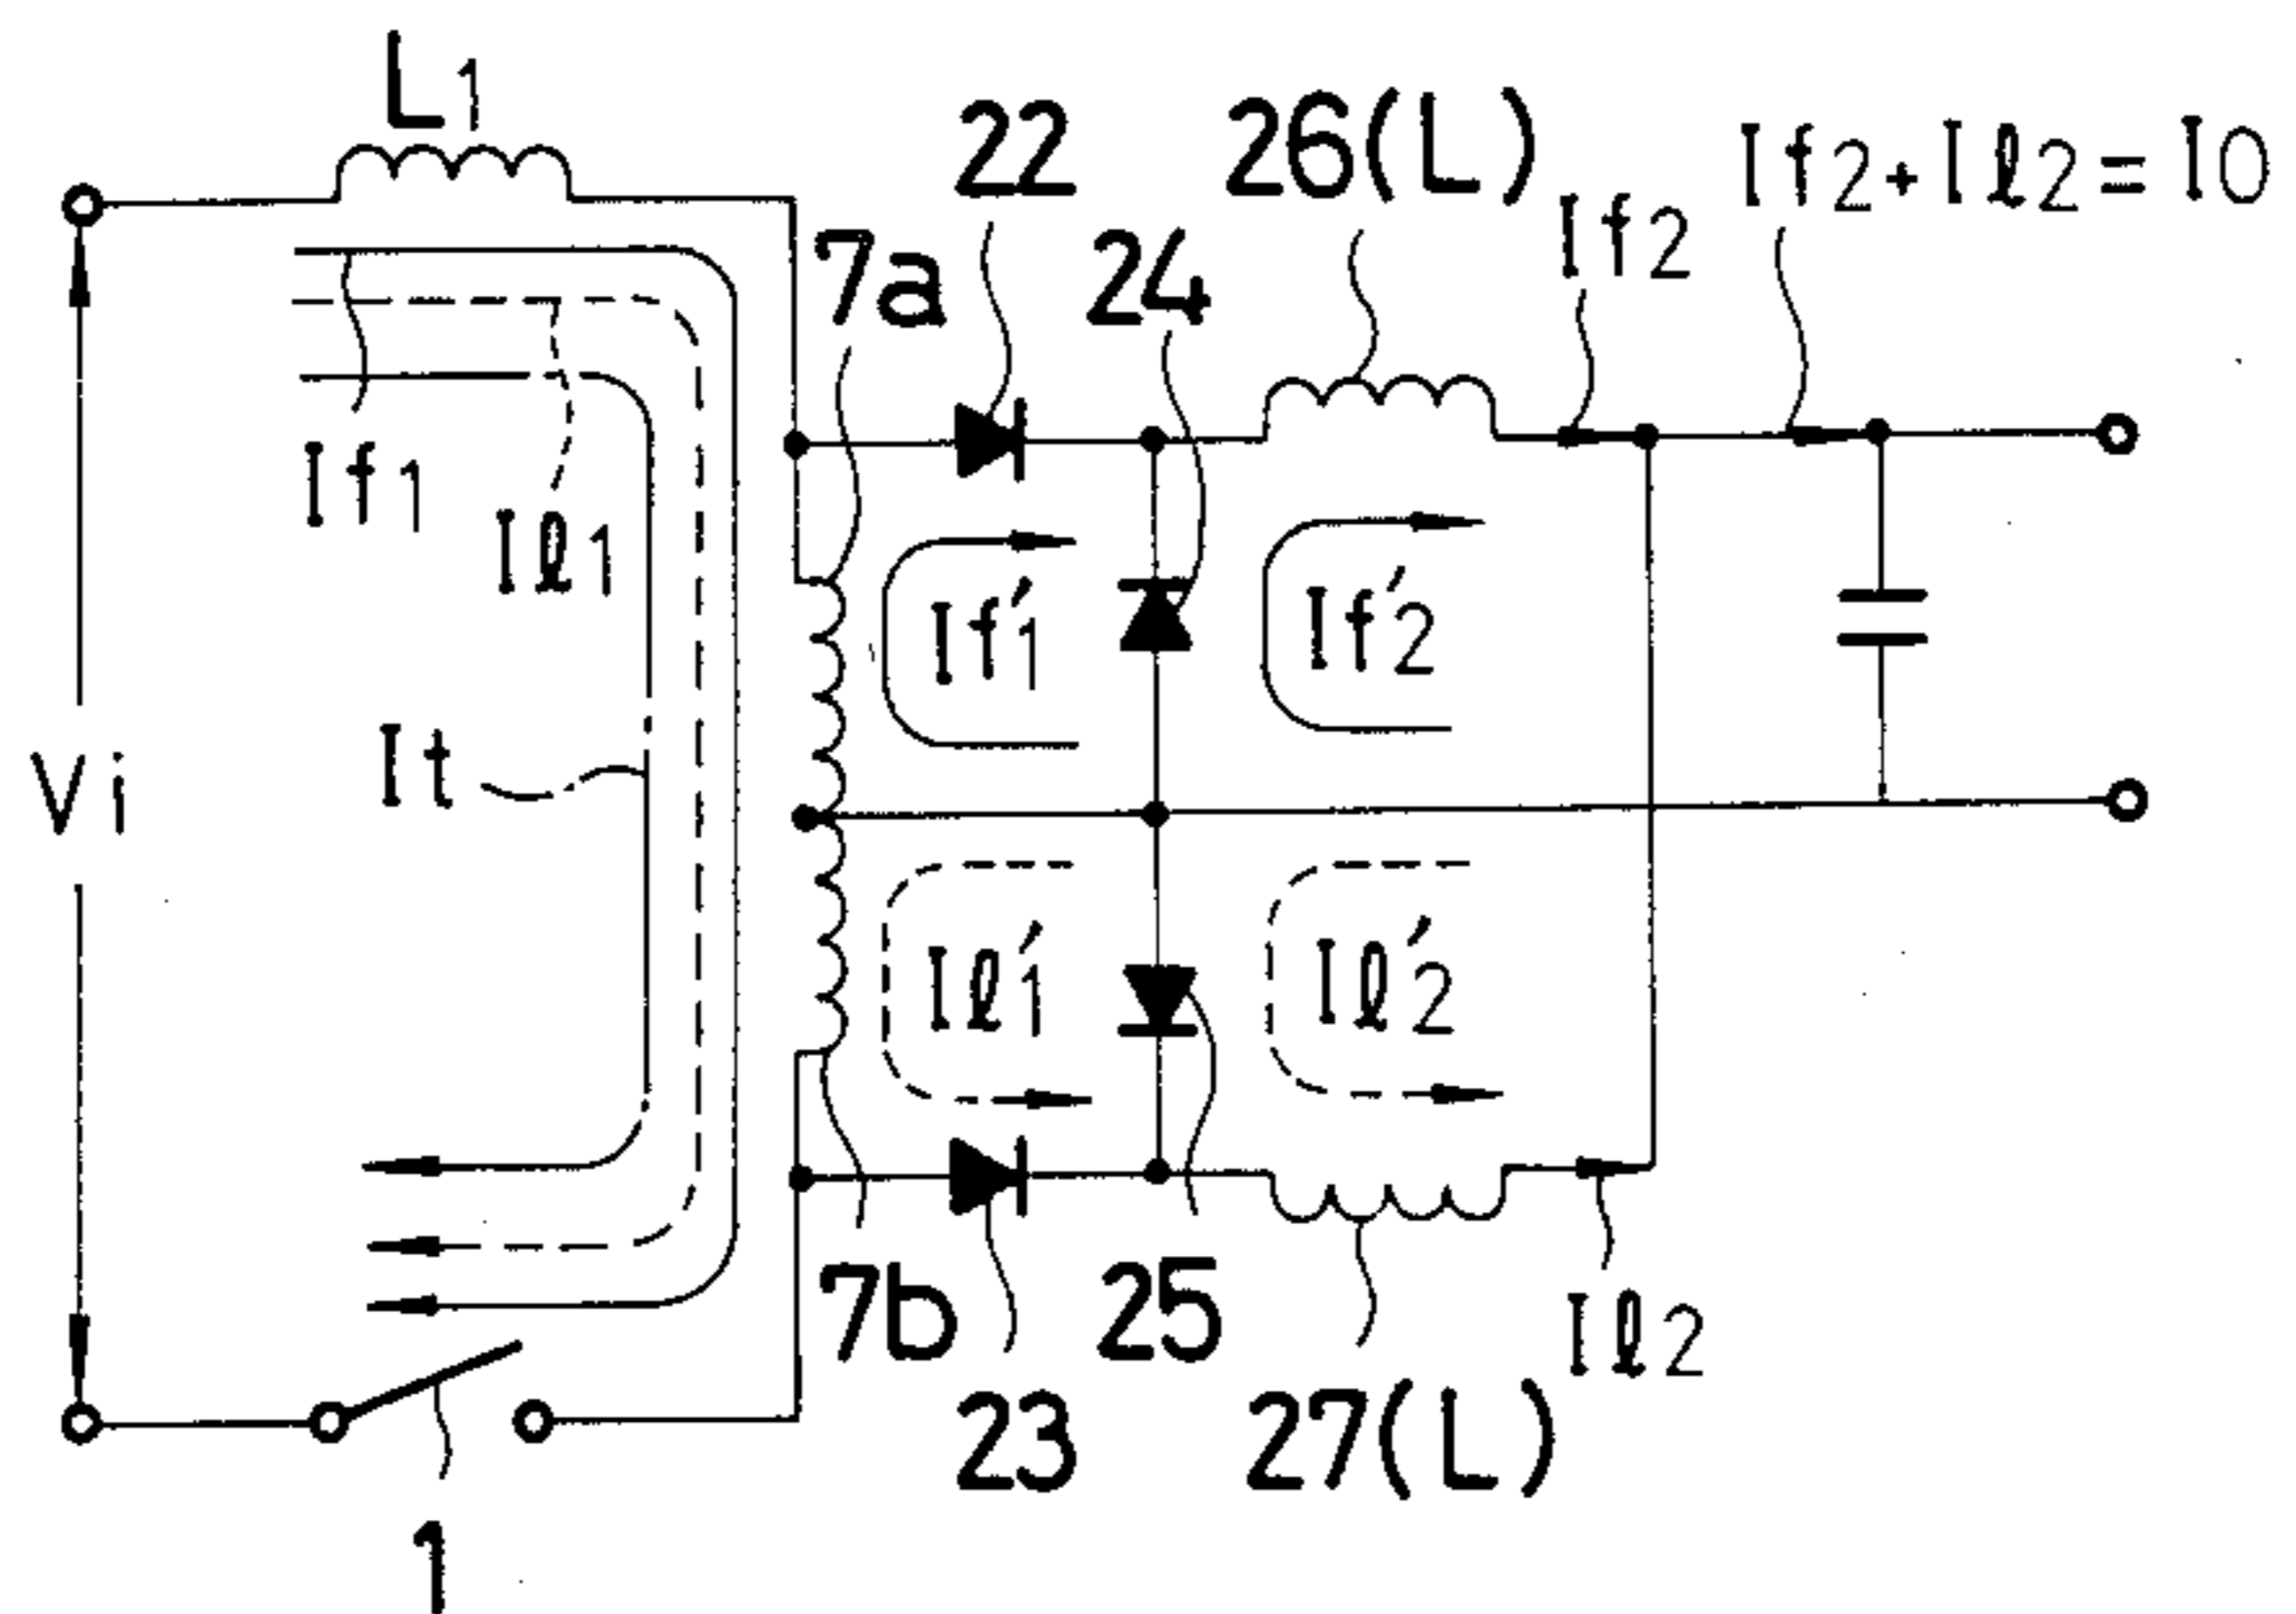 L1
22
26(L)
If2
If2+Iℓ2=IO
7a
24
If1
Iℓ1
If'1
If'2
It
Vi
Iℓ'1
Iℓ'2
7b
25
Iℓ2
23
27(L)
1